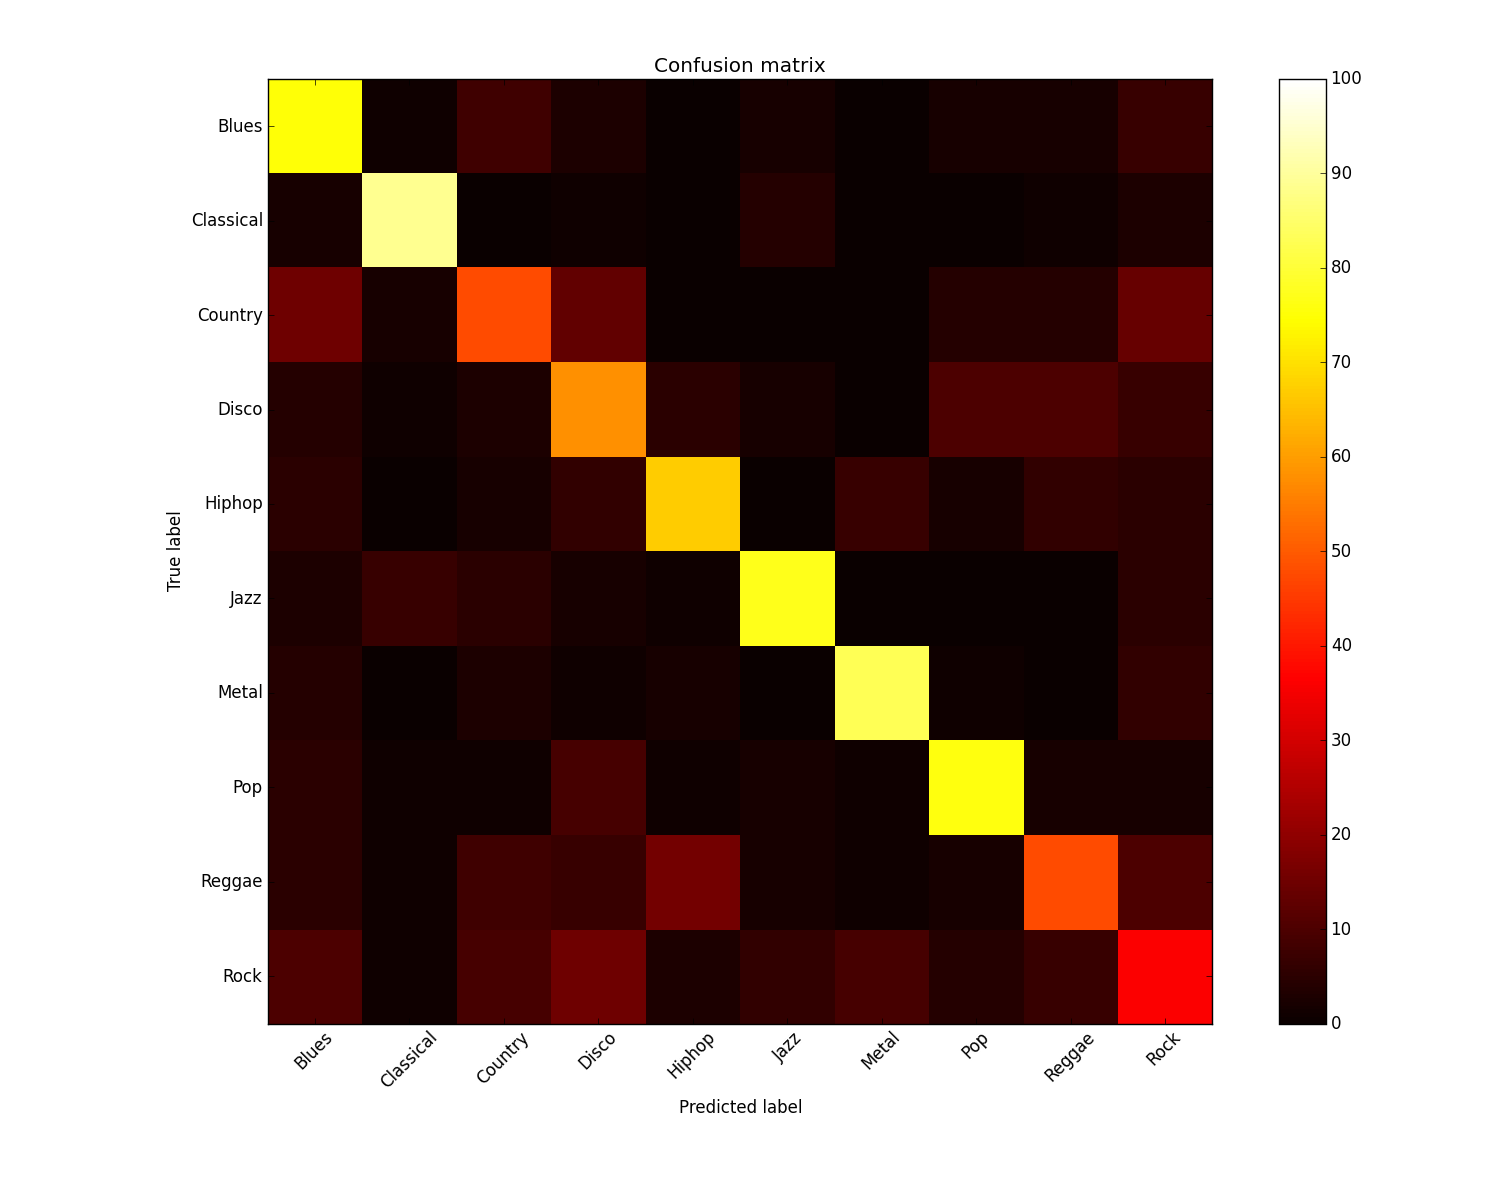 Confusion matrix
True label
Blues
Classical
Country
Disco
Hiphop
Jazz
Metal
Pop
Reggae
Rock
Blues
Classical
Country
Disco
Hiphop
Jazz
Metal
Pop
Reggae
Rock
Predicted label
100
90
80
70
60
50
40
30
20
10
0